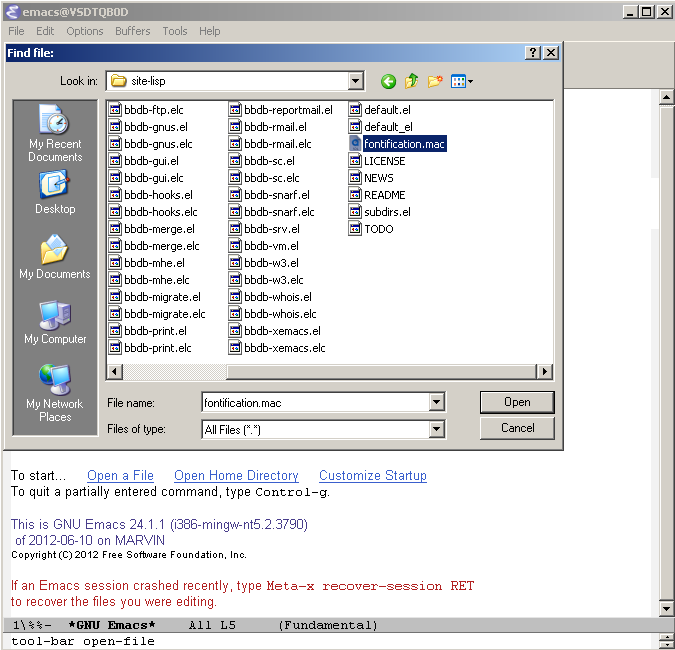 emacs@VSDTQB0D
File Edit Options Buffers Tools Help
Find file:
Look in: site-lisp
My Recent
Documents
Desktop
My Documents
My Computer
My Network
Places
bbdb-ftp.elc
bbdb-gnus.el
bbdb-gnus.elc
bbdb-gui.el
bbdb-gui.elc
bbdb-hooks.el
bbdb-hooks.elc
bbdb-merge.el
bbdb-merge.elc
bbdb-mhe.el
bbdb-mhe.elc
bbdb-migrate.el
bbdb-migrate.elc
bbdb-print.el
bbdb-print.elc
bbdb-reportmail.el
bbdb-rmail.el
bbdb-rmail.elc
bbdb-sc.el
bbdb-sc.elc
bbdb-snarf.el
bbdb-snarf.elc
bbdb-srv.el
bbdb-vm.el
bbdb-w3.el
bbdb-w3.elc
bbdb-whois.el
bbdb-whois.elc
bbdb-xemacs.el
bbdb-xemacs.elc
default.el
default_el
fontification.mac
LICENSE
NEWS
README
subdirs.el
TODO
File name: fontification.mac Open
Files of type: All Files (*.*) Cancel
To start... Open a File Open Home Directory Customize Startup
To quit a partially entered command, type Control-g.
This is GNU Emacs 24.1.1 (i386-mingw-nt5.2.3790)
of 2012-06-10 on MARVIN
Copyright (C) 2012 Free Software Foundation, Inc.
If an Emacs session crashed recently, type Meta-x recover-session RET
to recover the files you were editing.
1\%%- *GNU Emacs* All L5 (Fundamental)
tool-bar open-file